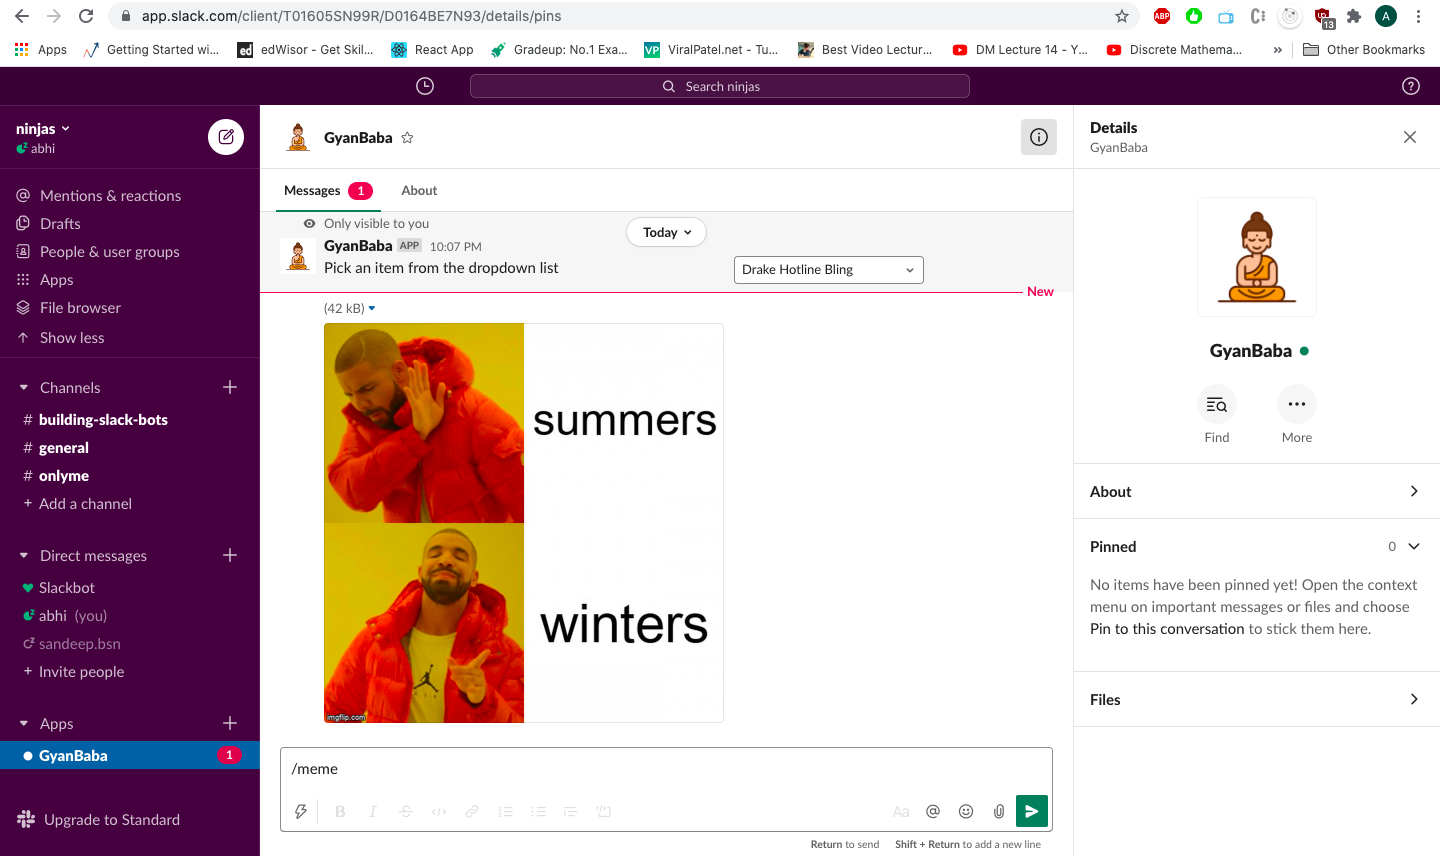 app.slack.com/client/T01605SN99R/D0164BE7N93/details/pins
ABP
13
A
Apps
Getting Started wi...
ed
edWisor - Get Skil...
React App
Gradeup: No.1 Exa...
VP
ViralPatel.net - Tu...
Best Video Lectur...
DM Lecture 14 - Y...
Discrete Mathema...
»
Other Bookmarks
Search ninjas
ninjas
abhi
Mentions & reactions
Drafts
People & user groups
Apps
File browser
Show less
Channels
# building-slack-bots
# general
# onlyme
+ Add a channel
Direct messages
Slackbot
abhi (you)
sandeep.bsn
+ Invite people
Apps
GyanBaba 1
Upgrade to Standard
GyanBaba
Messages 1 About
Only visible to you
Today
GyanBaba APP 10:07 PM
Pick an item from the dropdown list
Drake Hotline Bling
New
(42 kB)
summers
winters
imgflip.com
/meme
B I S </> Aa @
Return to send Shift + Return to add a new line
Details
GyanBaba
GyanBaba
Find More
About
Pinned 0
No items have been pinned yet! Open the context
menu on important messages or files and choose
Pin to this conversation to stick them here.
Files